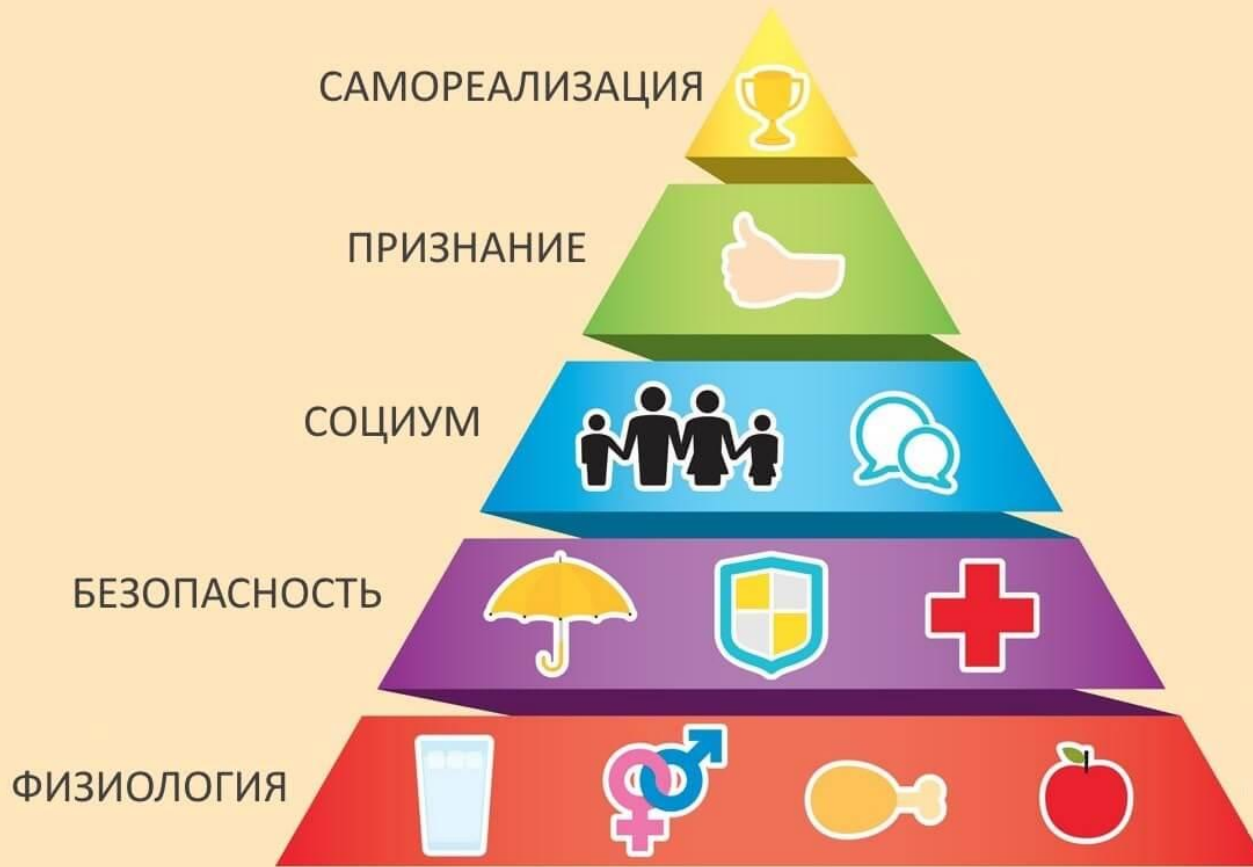 САМОРЕАЛИЗАЦИЯ
ПРИЗНАНИЕ
СОЦИУМ
БЕЗОПАСНОСТЬ
ФИЗИОЛОГИЯ